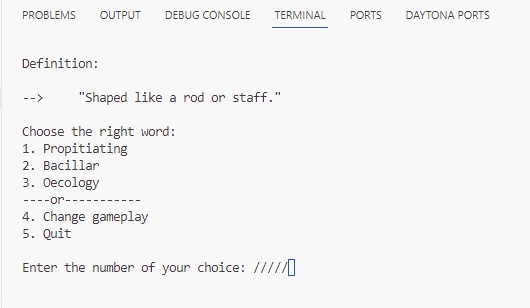 PROBLEMS OUTPUT DEBUG CONSOLE TERMINAL PORTS DAYTONA PORTS
Definition:
--> "Shaped like a rod or staff."
Choose the right word:
1. Propitiating
2. Bacillar
3. Oecology
----or-----------
4. Change gameplay
5. Quit
Enter the number of your choice: /////